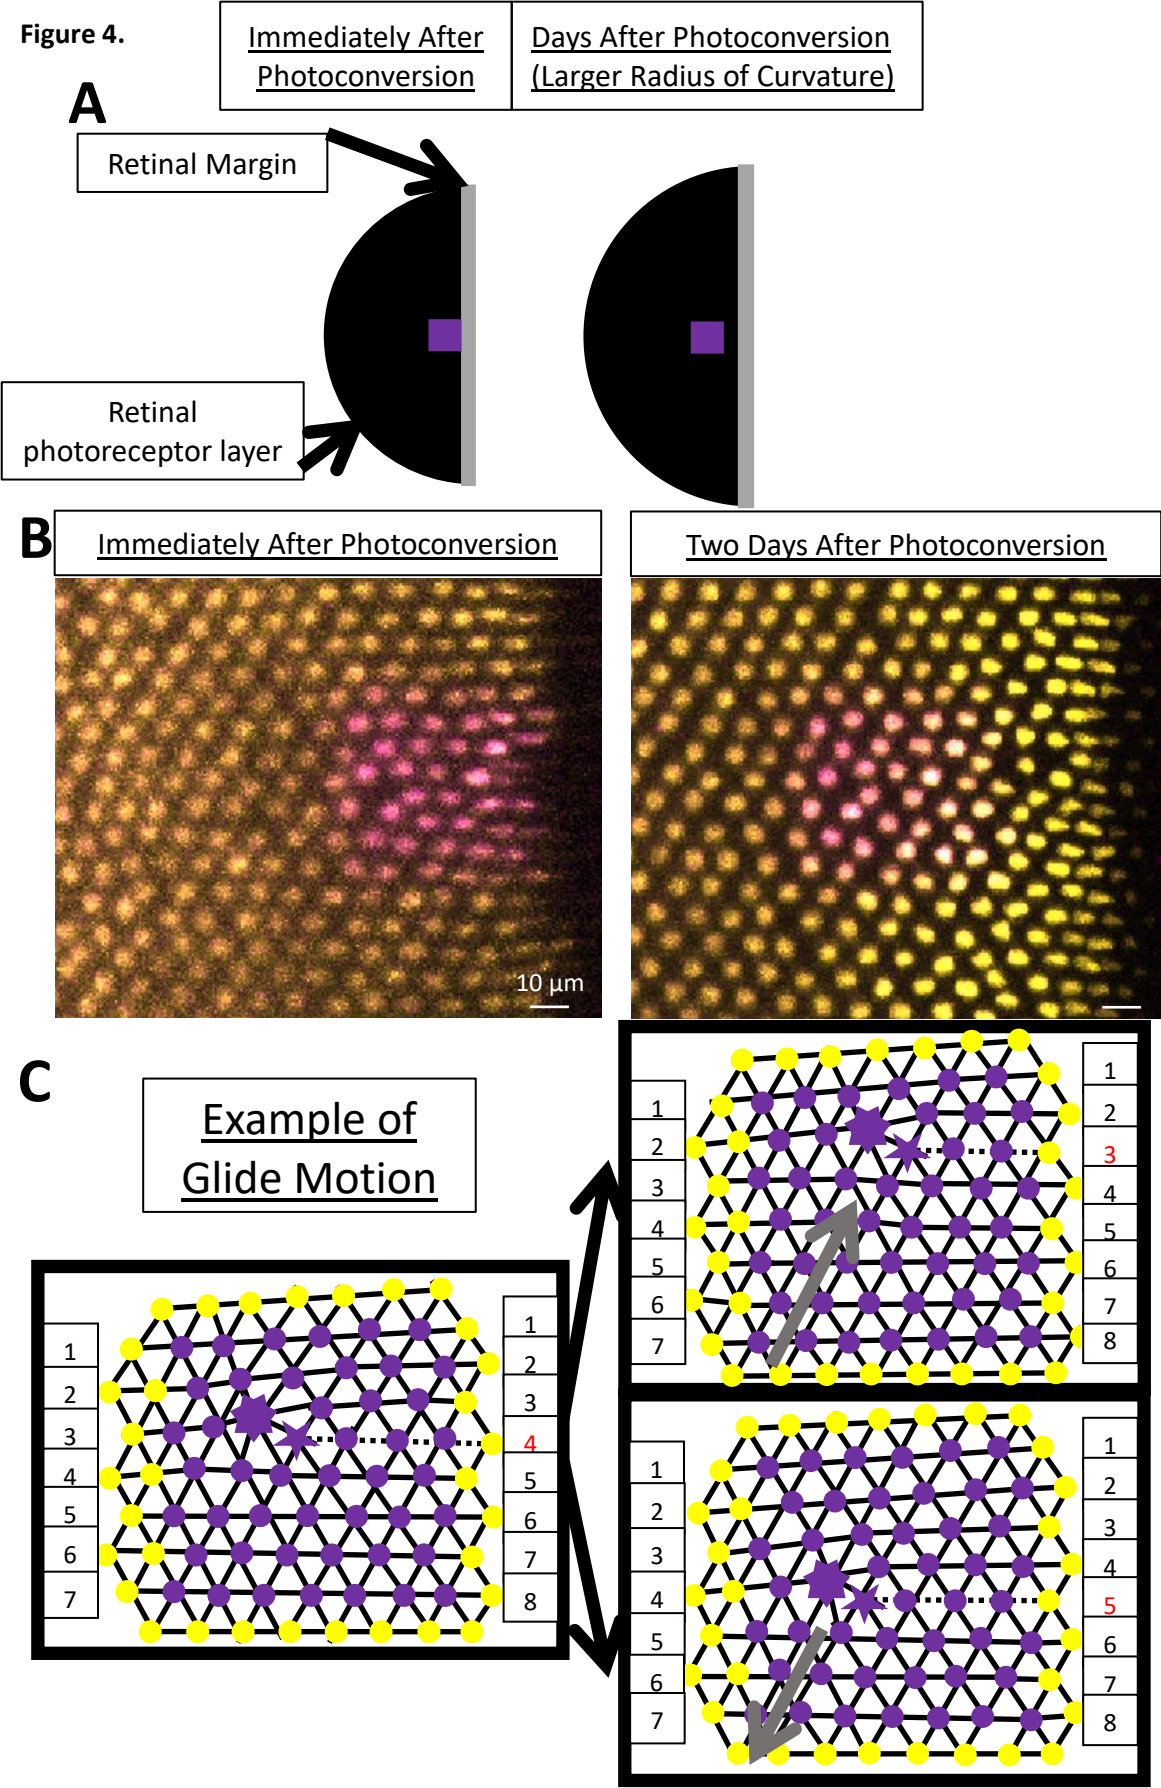 Figure 4.
Immediately After
Photoconversion
Days After Photoconversion
(Larger Radius of Curvature)
A
Retinal Margin
Retinal
photoreceptor layer
B
Immediately After Photoconversion
Two Days After Photoconversion
10 µm
C
Example of
Glide Motion
1
2
3
4
5
6
7
1
2
3
4
5
6
7
8
1
2
3
4
5
6
7
1
2
3
4
5
6
7
8
1
2
3
4
5
6
7
1
2
3
4
5
6
7
8